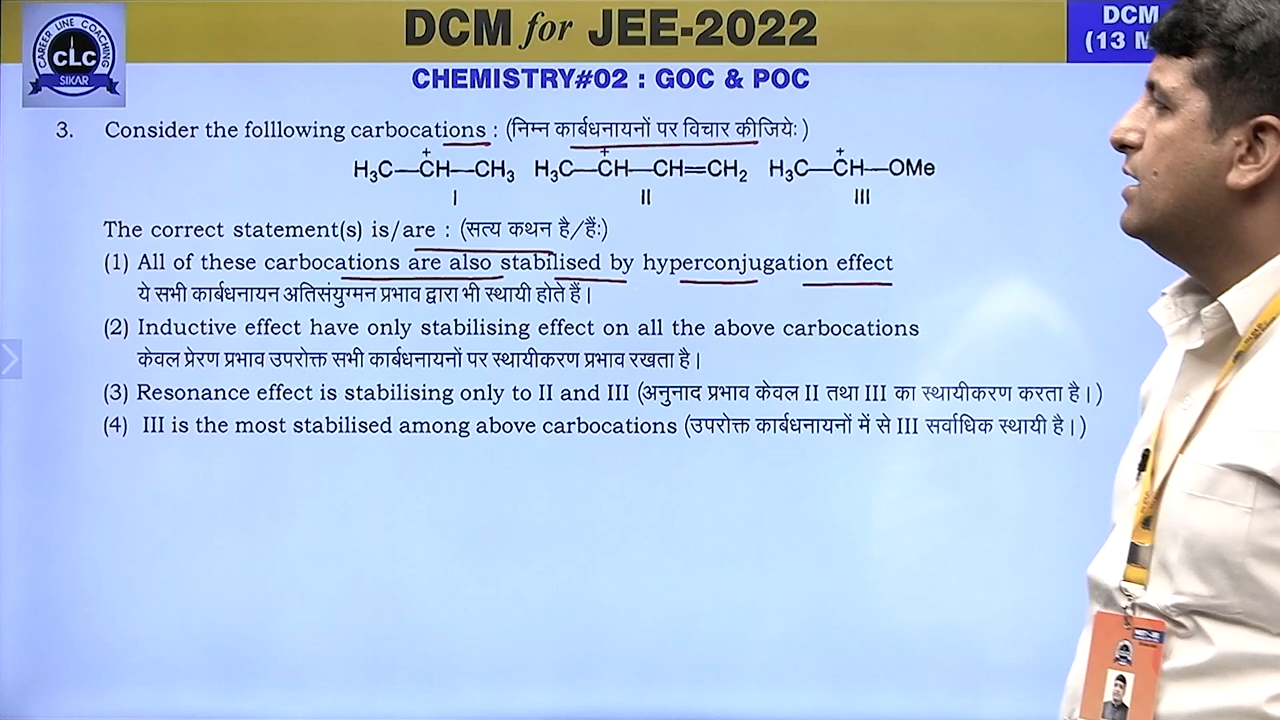 CAREER LINE COACHING
CLC
SIKAR
DCM for JEE-2022
DCM
(13 M
CHEMISTRY#02 : GOC & POC
3. Consider the folllowing carbocations : (निम्न कार्बधनायनों पर विचार कीजियेः )
H₃C—C⁺H—CH₃ H₃C—C⁺H—CH=CH₂ H₃C—C⁺H—OMe
I II III
The correct statement(s) is/are : (सत्य कथन है/हैंः)
(1) All of these carbocations are also stabilised by hyperconjugation effect
ये सभी कार्बधनायन अतिसंयुग्मन प्रभाव द्वारा भी स्थायी होते हैं।
(2) Inductive effect have only stabilising effect on all the above carbocations
केवल प्रेरण प्रभाव उपरोक्त सभी कार्बधनायनों पर स्थायीकरण प्रभाव रखता है।
(3) Resonance effect is stabilising only to II and III (अनुनाद प्रभाव केवल II तथा III का स्थायीकरण करता है।)
(4) III is the most stabilised among above carbocations (उपरोक्त कार्बधनायनों में से III सर्वाधिक स्थायी है।)